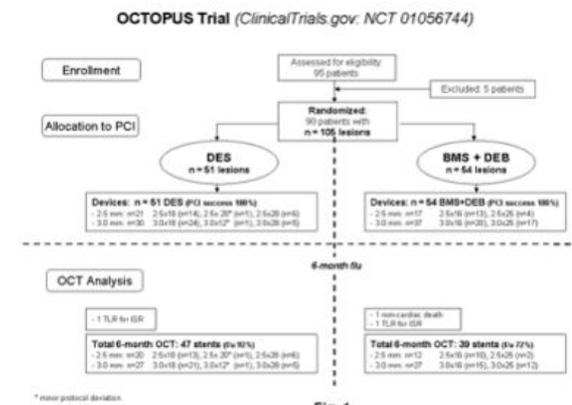 OCTOPUS Trial (ClinicalTrials.gov: NCT 01056744)
Enrollment
Assessed for eligibility:
95 patients
Excluded: 5 patients
Allocation to PCI
Randomized:
90 patients with
n = 105 lesions
DES
n = 51 lesions
BMS + DEB
n = 54 lesions
Devices: n = 51 DES (PCI success 100%)
- 2.5 mm: n=21 2.5x18 (n=14), 2.5x 20* (n=1), 2.5x28 (n=6)
- 3.0 mm: n=30 3.0x18 (n=24), 3.0x12* (n=1), 3.0x28 (n=5)
Devices: n = 54 BMS+DEB (PCI success 100%)
- 2.5 mm: n=17 2.5x16 (n=13), 2.5x25 (n=4)
- 3.0 mm: n=37 3.0x16 (n=20), 3.0x25 (n=17)
6-month f/u
OCT Analysis
- 1 TLR for ISR
- 1 non-cardiac death
- 1 TLR for ISR
Total 6-month OCT: 47 stents (f/u 92%)
- 2.5 mm: n=20 2.5x18 (n=13), 2.5x 20* (n=1), 2.5x28 (n=6)
- 3.0 mm: n=27 3.0x18 (n=21), 3.0x12* (n=1), 3.0x28 (n=5)
Total 6-month OCT: 39 stents (f/u 72%)
- 2.5 mm: n=12 2.5x16 (n=10), 2.5x25 (n=2)
- 3.0 mm: n=27 3.0x16 (n=15), 3.0x25 (n=12)
* minor protocol deviation